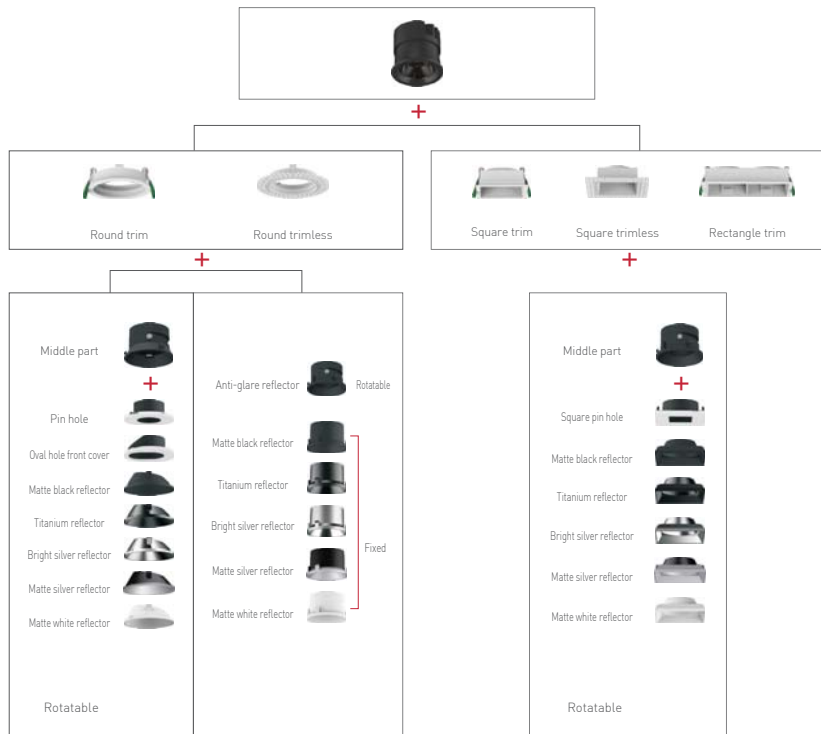 Round trim
Round trimless
Square trim
Square trimless
Rectangle trim
Middle part
Pin hole
Oval hole front cover
Matte black reflector
Titanium reflector
Bright silver reflector
Matte silver reflector
Matte white reflector
Rotatable
Anti-glare reflector
Rotatable
Matte black reflector
Titanium reflector
Bright silver reflector
Fixed
Matte silver reflector
Matte white reflector
Middle part
Square pin hole
Matte black reflector
Titanium reflector
Bright silver reflector
Matte silver reflector
Matte white reflector
Rotatable